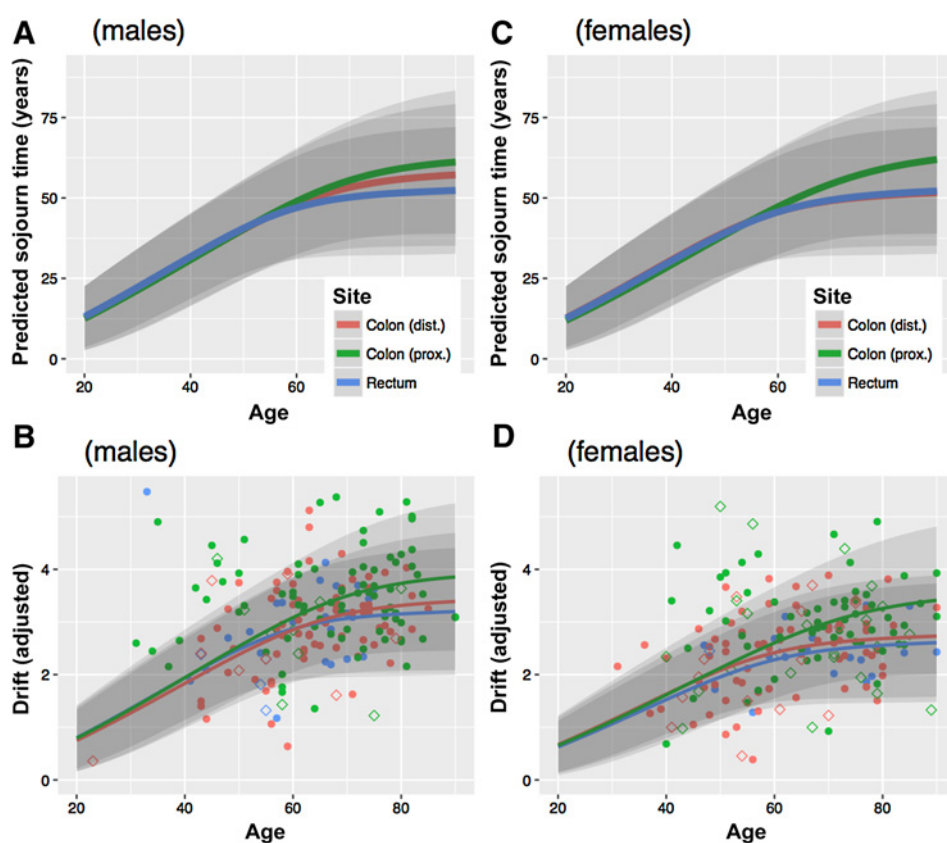 A (males)
Predicted sojourn time (years)
75
50
25
0
20 40 60
Age
Site
Colon (dist.)
Colon (prox.)
Rectum
C (females)
Predicted sojourn time (years)
75
50
25
0
20 40 60
Age
Site
Colon (dist.)
Colon (prox.)
Rectum
B (males)
Drift (adjusted)
4
2
0
20 40 60 80
Age
D (females)
Drift (adjusted)
4
2
0
20 40 60 80
Age